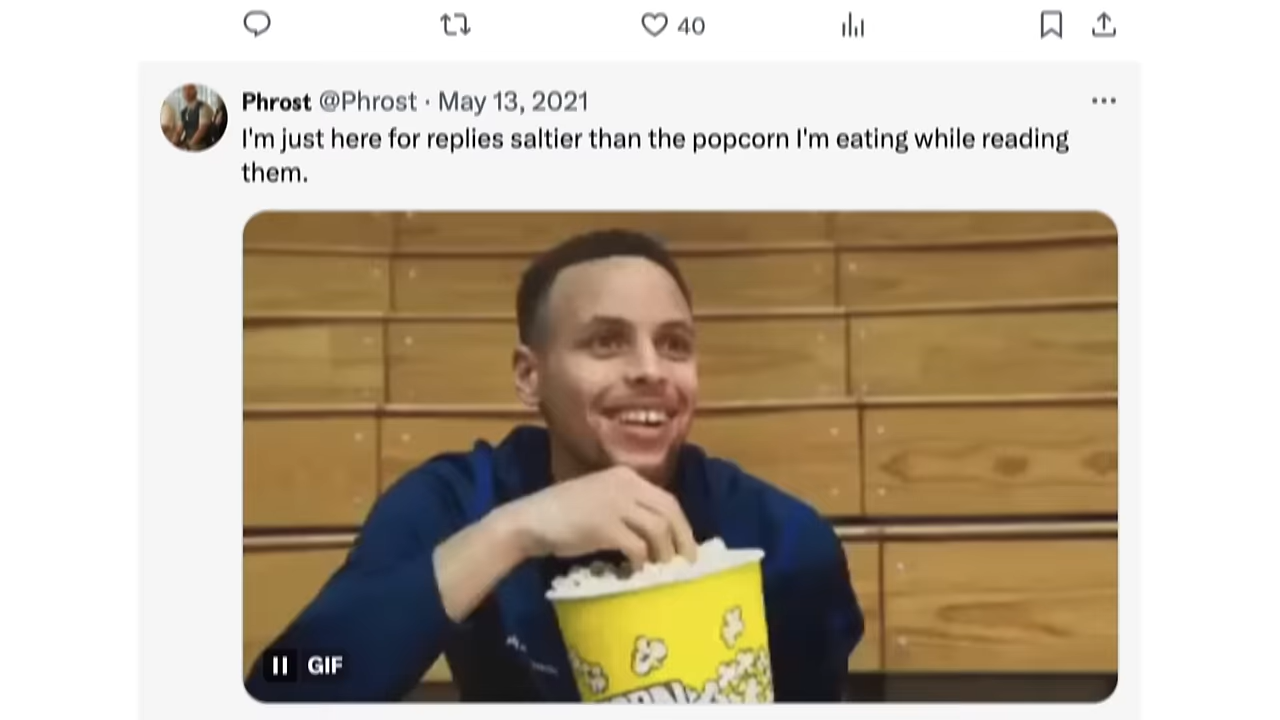 40
Phrost @Phrost · May 13, 2021
I'm just here for replies saltier than the popcorn I'm eating while reading
them.
GIF